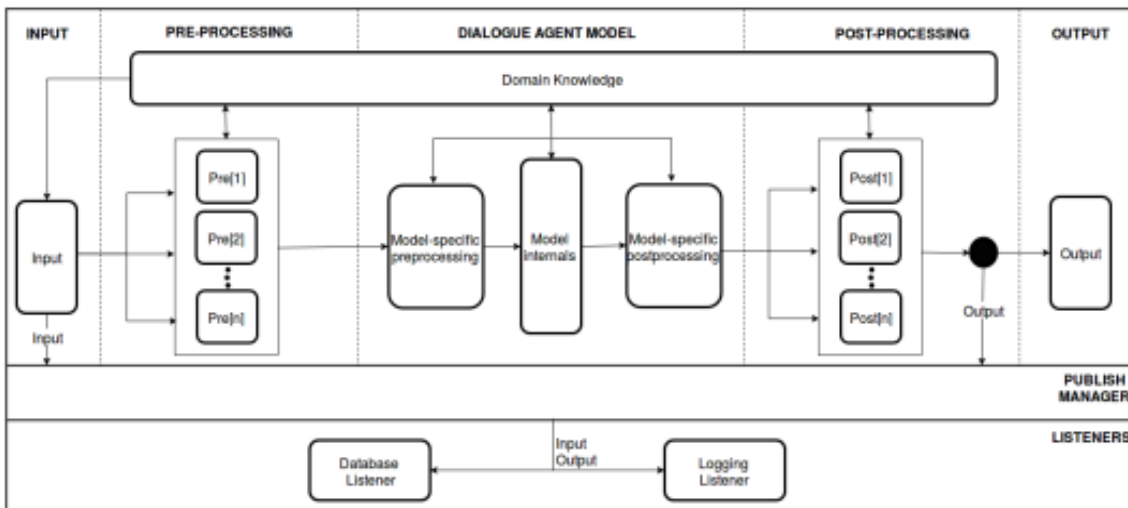 INPUT
PRE-PROCESSING
DIALOGUE AGENT MODEL
POST-PROCESSING
OUTPUT
Domain Knowledge
Input
Pre[1]
Pre[2]
Pre[n]
Model-specific
preprocessing
Model
internals
Model-specific
postprocessing
Post[1]
Post[2]
Post[n]
Output
Input
Output
PUBLISH
MANAGER
LISTENERS
Input
Output
Database
Listener
Logging
Listener